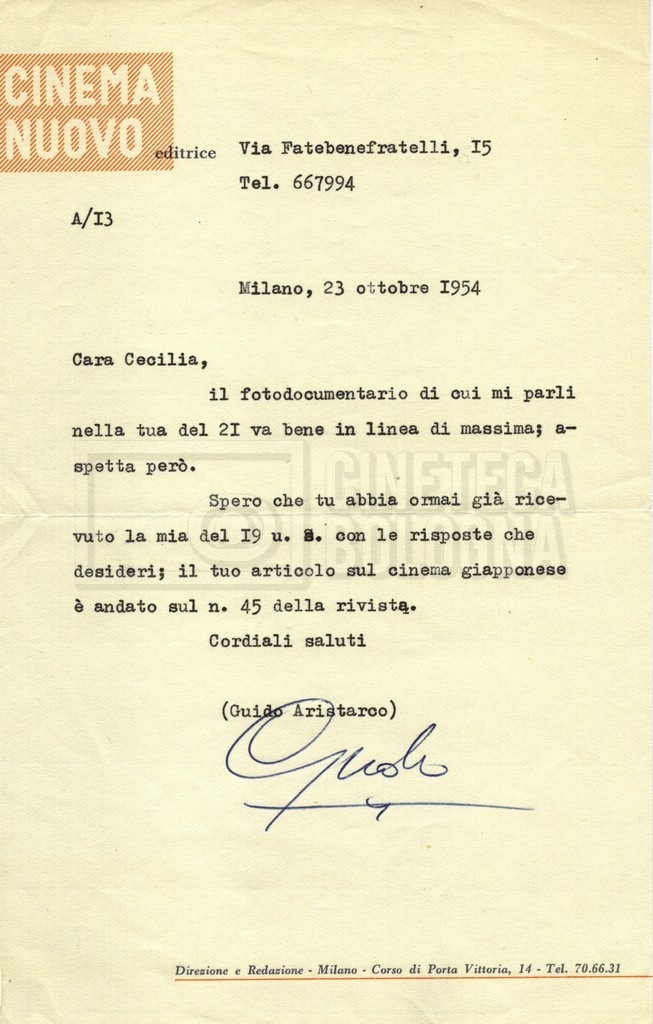 CINEMA
NUOVO
editrice Via Fatebenefratelli, I5
Tel. 667994
A/I3
Milano, 23 ottobre I954
Cara Cecilia,
il fotodocumentario di cui mi parli
nella tua del 2I va bene in linea di massima; a-
spetta però.
Spero che tu abbia ormai già rice-
vuto la mia del I9 u. s. con le risposte che
desideri; il tuo articolo sul cinema giapponese
è andato sul n. 45 della rivista.
Cordiali saluti
(Guido Aristarco)
Guido
CINETECA
BOLOGNA
Direzione e Redazione - Milano - Corso di Porta Vittoria, 14 - Tel. 70.66.31